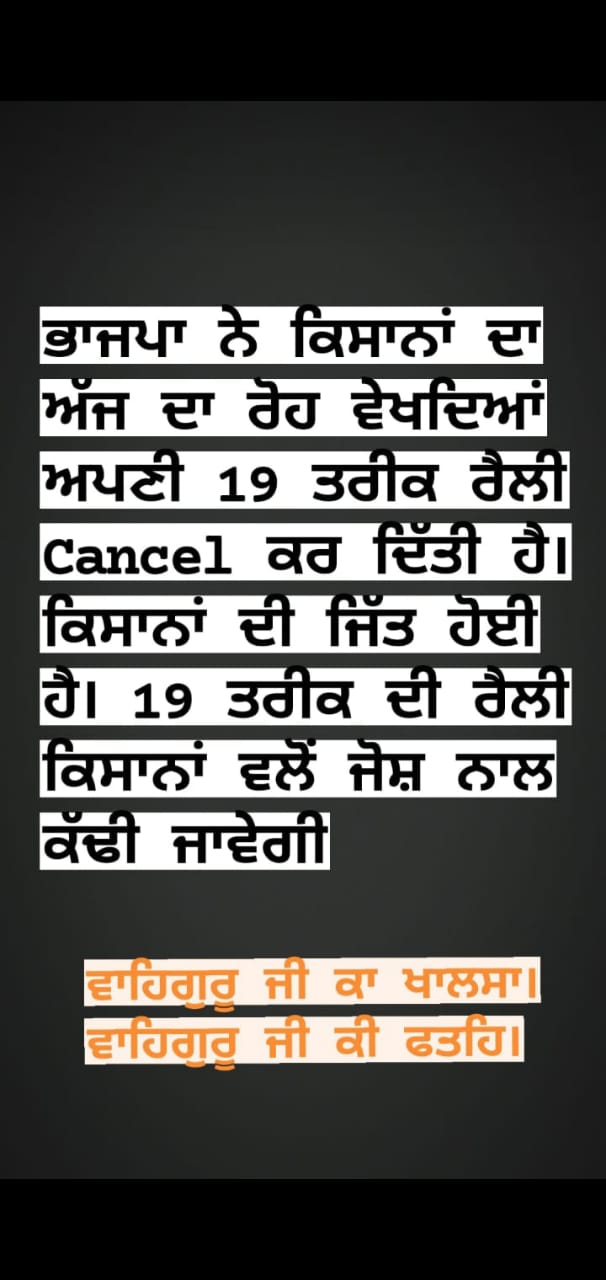 ਭਾਜਪਾ ਨੇ ਕਿਸਾਨਾਂ ਦਾ
ਅੱਜ ਦਾ ਰੋਹ ਵੇਖਦਿਆਂ
ਅਪਣੀ 19 ਤਰੀਕ ਰੈਲੀ
Cancel ਕਰ ਦਿੱਤੀ ਹੈ।
ਕਿਸਾਨਾਂ ਦੀ ਜਿੱਤ ਹੋਈ
ਹੈ। 19 ਤਰੀਕ ਦੀ ਰੈਲੀ
ਕਿਸਾਨਾਂ ਵਲੋਂ ਜੋਸ਼ ਨਾਲ
ਕੱਢੀ ਜਾਵੇਗੀ
ਵਾਹਿਗੁਰੂ ਜੀ ਕਾ ਖਾਲਸਾ।
ਵਾਹਿਗੁਰੂ ਜੀ ਕੀ ਫਤਹਿ।